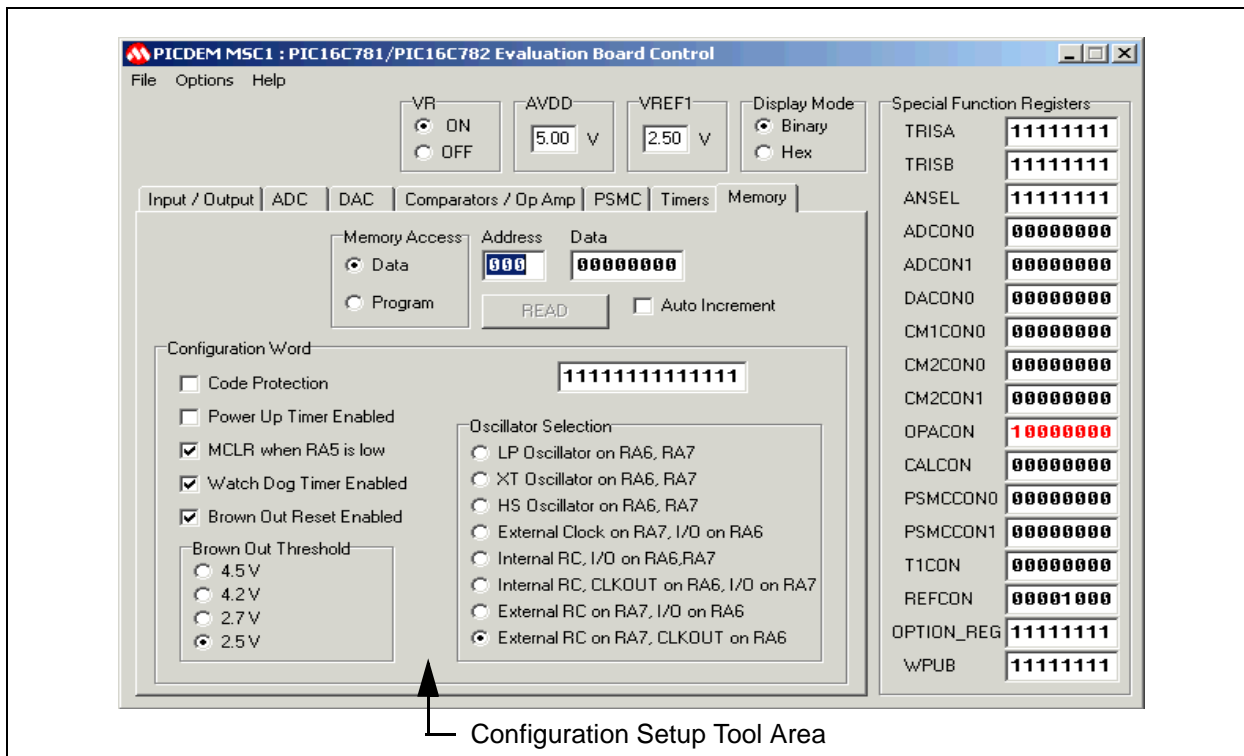 PICDEM MSC1 : PIC16C781/PIC16C782 Evaluation Board Control
File Options Help
VR
ON
OFF
AVDD
5.00 V
VREF1
2.50 V
Display Mode
Binary
Hex
Input / Output ADC DAC Comparators / Op Amp PSMC Timers Memory
Memory Access
Data
Program
Address
000
Data
00000000
READ
Auto Increment
Configuration Word
11111111111111
Code Protection
Power Up Timer Enabled
MCLR when RA5 is low
Watch Dog Timer Enabled
Brown Out Reset Enabled
Brown Out Threshold
4.5 V
4.2 V
2.7 V
2.5 V
Oscillator Selection
LP Oscillator on RA6, RA7
XT Oscillator on RA6, RA7
HS Oscillator on RA6, RA7
External Clock on RA7, I/O on RA6
Internal RC, I/O on RA6,RA7
Internal RC, CLKOUT on RA6, I/O on RA7
External RC on RA7, I/O on RA6
External RC on RA7, CLKOUT on RA6
Special Function Registers
TRISA 11111111
TRISB 11111111
ANSEL 11111111
ADCON0 00000000
ADCON1 00000000
DACON0 00000000
CM1CON0 00000000
CM2CON0 00000000
CM2CON1 00000000
OPACON 10000000
CALCON 00000000
PSMCCON0 00000000
PSMCCON1 00000000
T1CON 00000000
REFCON 00001000
OPTION_REG 11111111
WPUB 11111111
Configuration Setup Tool Area